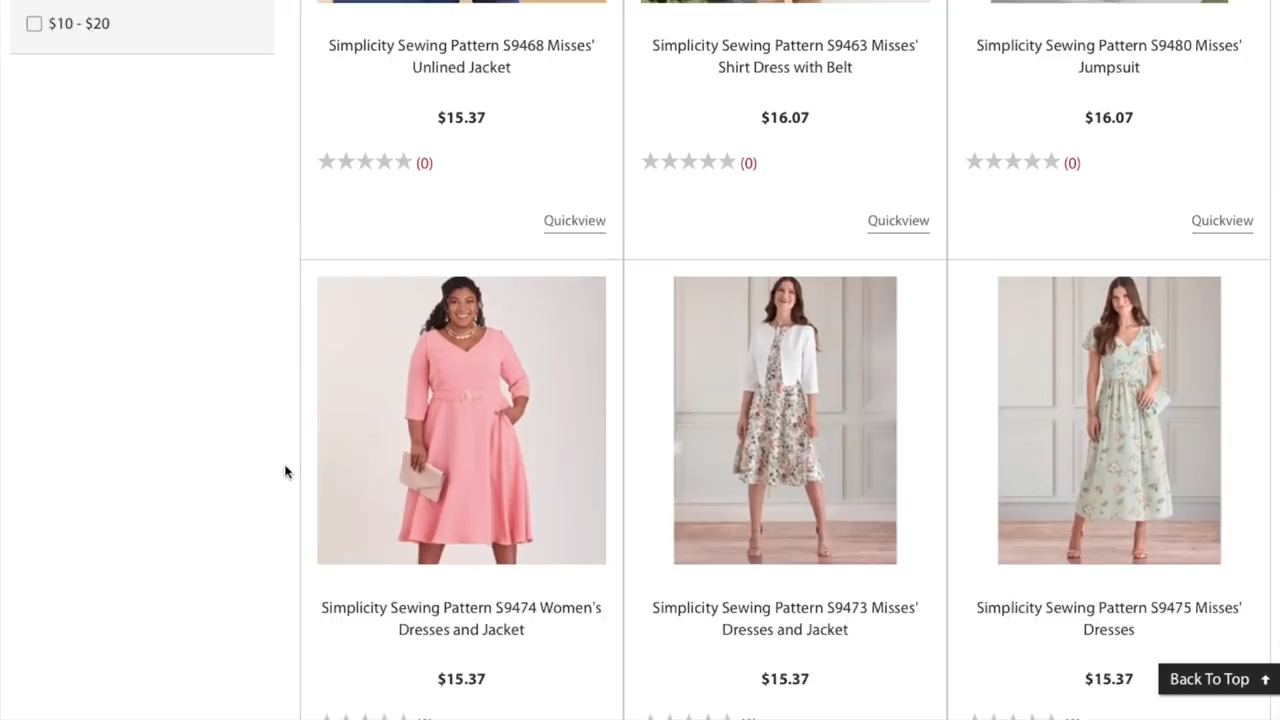 $10 - $20
Simplicity Sewing Pattern S9468 Misses'
Unlined Jacket
$15.37
(0)
Quickview
Simplicity Sewing Pattern S9463 Misses'
Shirt Dress with Belt
$16.07
(0)
Quickview
Simplicity Sewing Pattern S9480 Misses'
Jumpsuit
$16.07
(0)
Quickview
Simplicity Sewing Pattern S9474 Women's
Dresses and Jacket
$15.37
Simplicity Sewing Pattern S9473 Misses'
Dresses and Jacket
$15.37
Simplicity Sewing Pattern S9475 Misses'
Dresses
$15.37
Back To Top